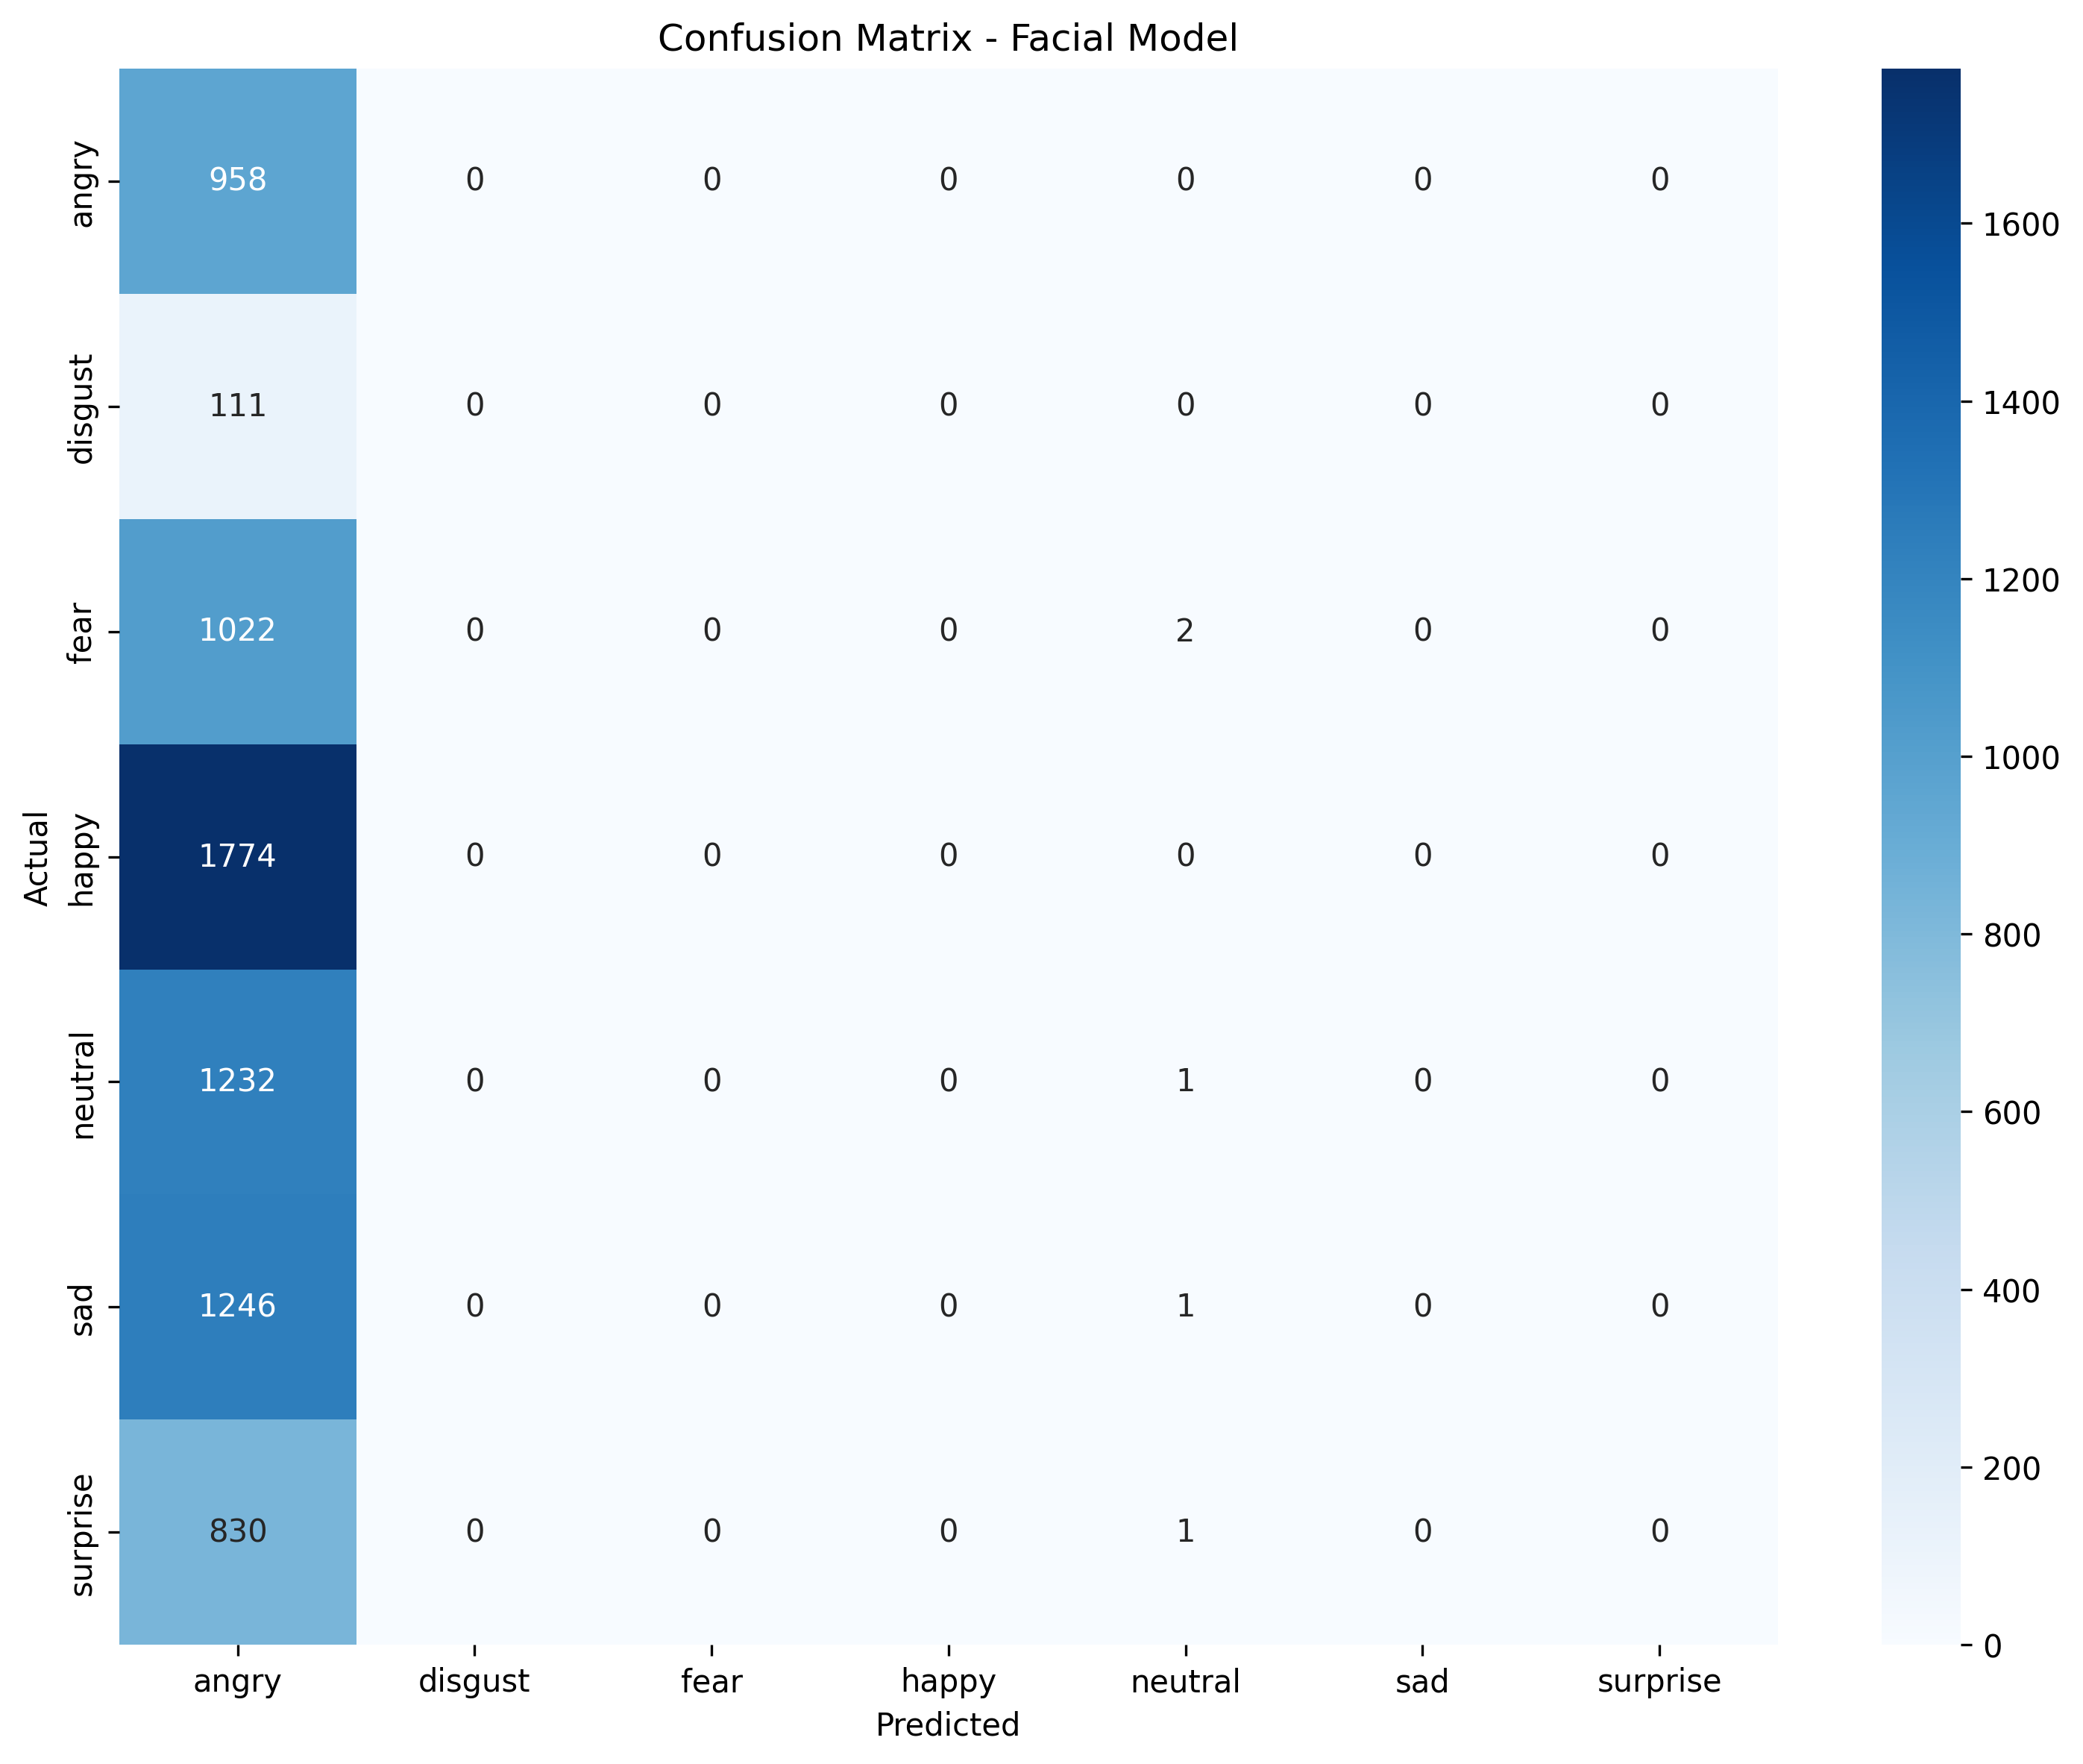 Confusion Matrix - Facial Model
angry 958 0 0 0 0 0 0
disgust 111 0 0 0 0 0 0
fear 1022 0 0 0 2 0 0
happy 1774 0 0 0 0 0 0
neutral 1232 0 0 0 1 0 0
sad 1246 0 0 0 1 0 0
surprise 830 0 0 0 1 0 0
Actual
angry disgust fear happy neutral sad surprise
Predicted
1600
1400
1200
1000
800
600
400
200
0